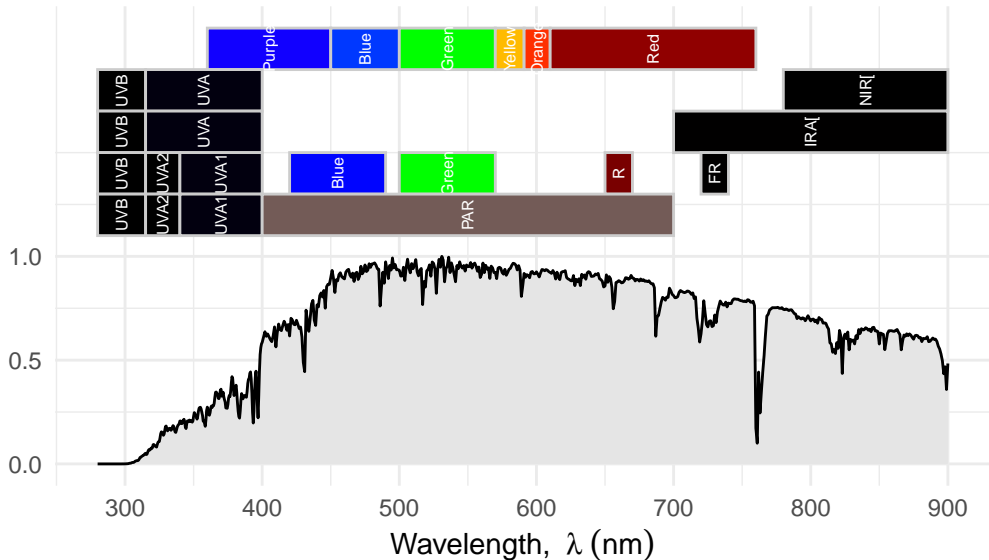 Purple Blue Green Yellow Orange Red
UVB UVA NIR[
UVB UVA IRA[
UVB UVA2 UVA1 Blue Green R FR
UVB UVA2 UVA1 PAR
1.0
0.5
0.0
300 400 500 600 700 800 900
Wavelength, λ (nm)